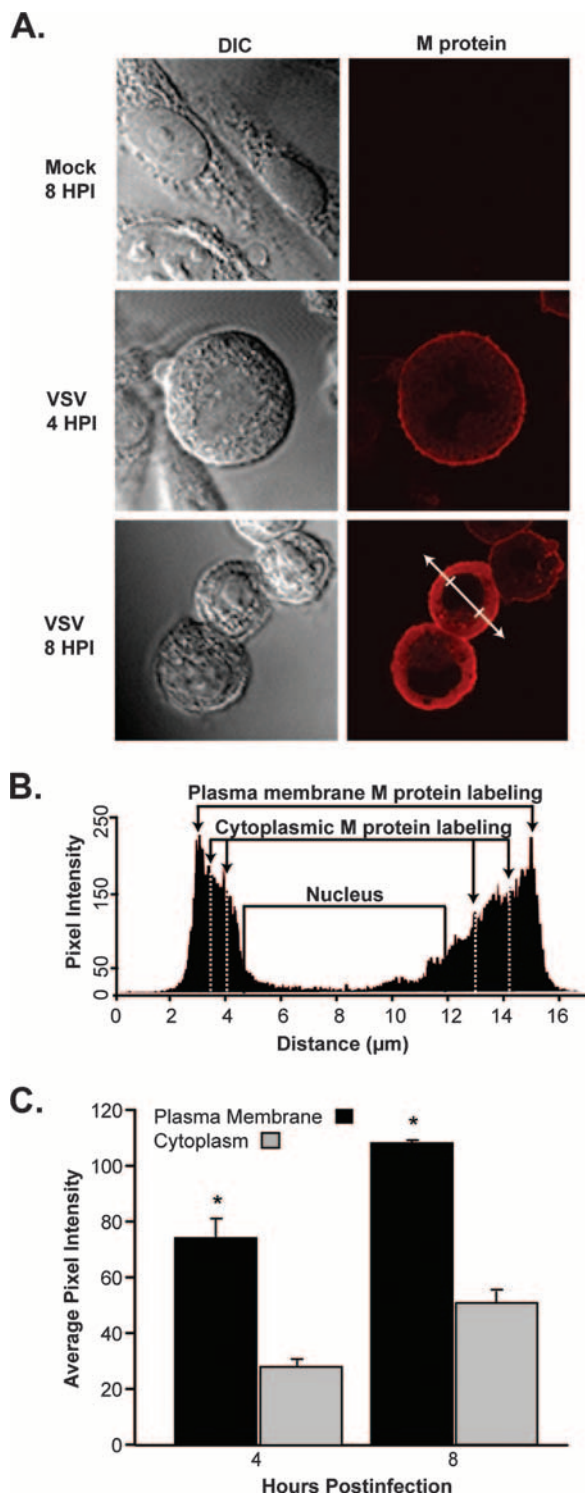 A.
DIC
M protein
Mock
8 HPI
VSV
4 HPI
VSV
8 HPI
B.
Plasma membrane M protein labeling
Cytoplasmic M protein labeling
Nucleus
Pixel Intensity
250
150
50
0
0 2 4 6 8 10 12 14 16
Distance (µm)
C.
Plasma Membrane
Cytoplasm
* *
Average Pixel Intensity
120
100
80
60
40
20
0
4 8
Hours Postinfection